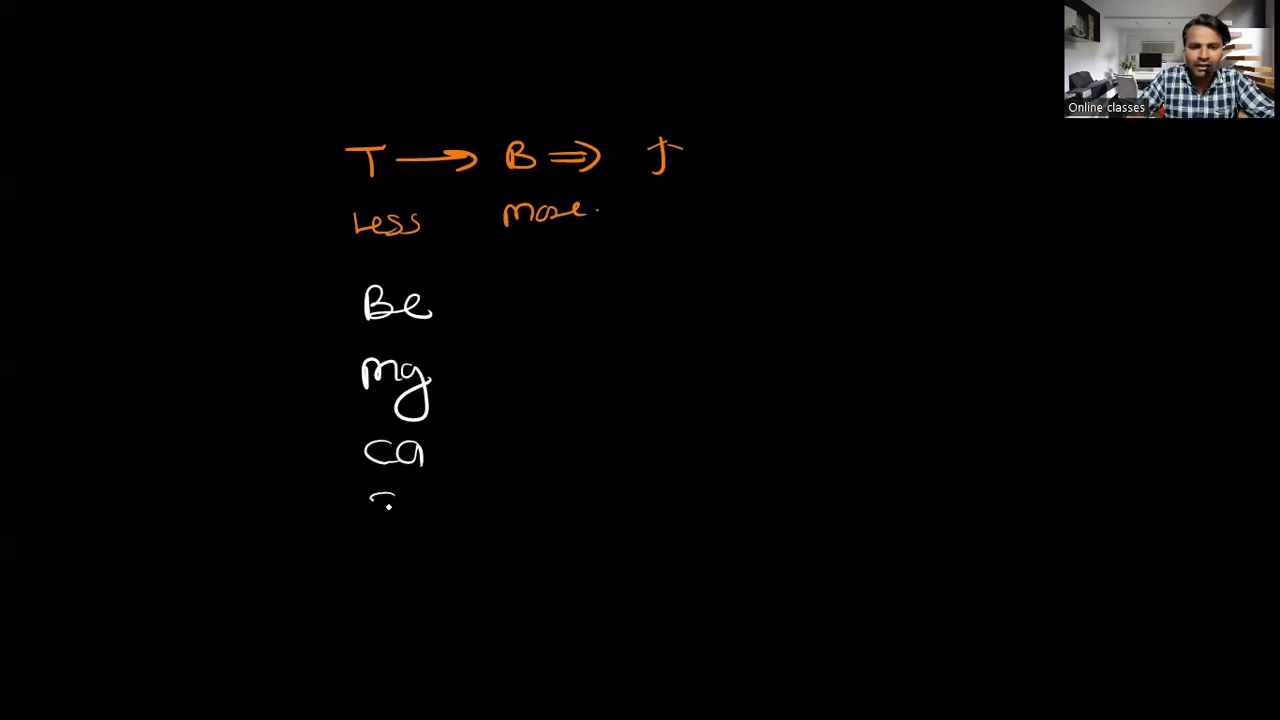 Online classes
T → B ⇒ ↑
Less more.
Be
mg
ca